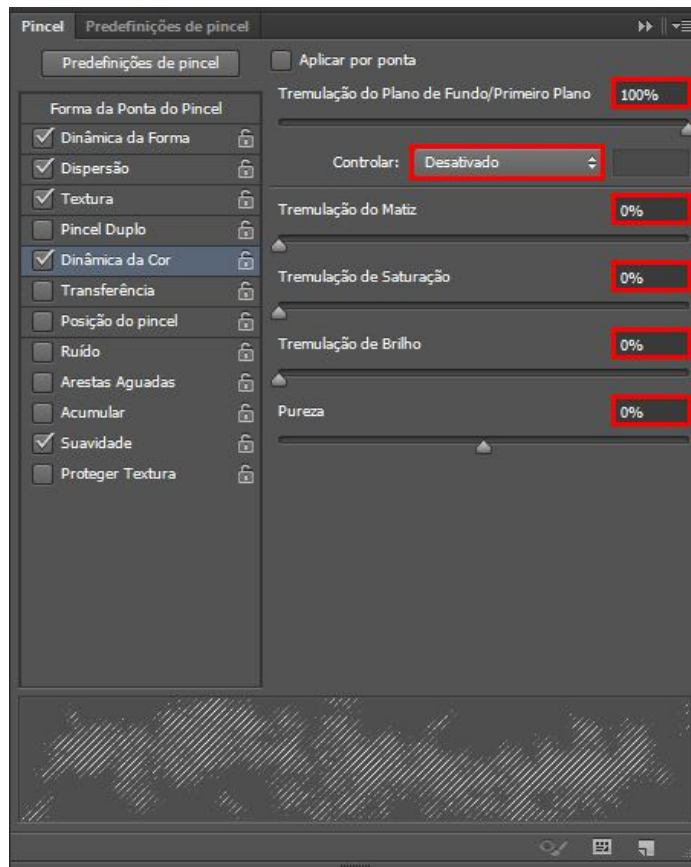 Pincel Predefinições de pincel
Predefinições de pincel
Aplicar por ponta
Tremulação do Plano de Fundo/Primeiro Plano 100%
Forma da Ponta do Pincel
Dinâmica da Forma
Controlar: Desativado
Dispersão
Textura
Tremulação do Matiz 0%
Pincel Duplo
Dinâmica da Cor
Tremulação de Saturação 0%
Transferência
Posição do pincel
Tremulação de Brilho 0%
Ruído
Arestas Aguadas
Acumular
Pureza 0%
Suavidade
Proteger Textura